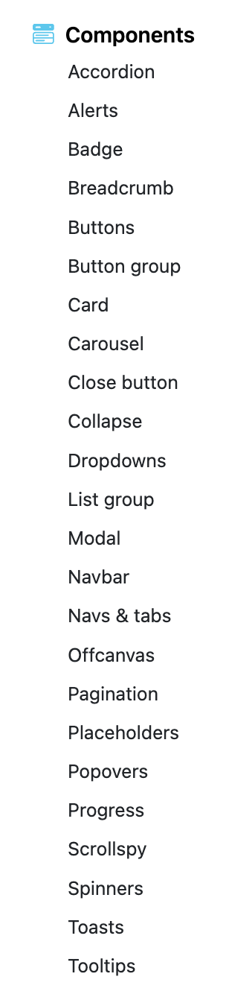 Components
Accordion
Alerts
Badge
Breadcrumb
Buttons
Button group
Card
Carousel
Close button
Collapse
Dropdowns
List group
Modal
Navbar
Navs & tabs
Offcanvas
Pagination
Placeholders
Popovers
Progress
Scrollspy
Spinners
Toasts
Tooltips